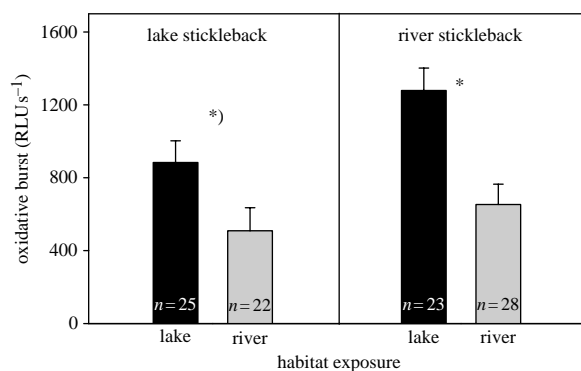 lake stickleback
river stickleback
oxidative burst (RLU s⁻¹)
1600
1200
800
400
0
*)
*
n=25
n=22
n=23
n=28
lake
river
lake
river
habitat exposure